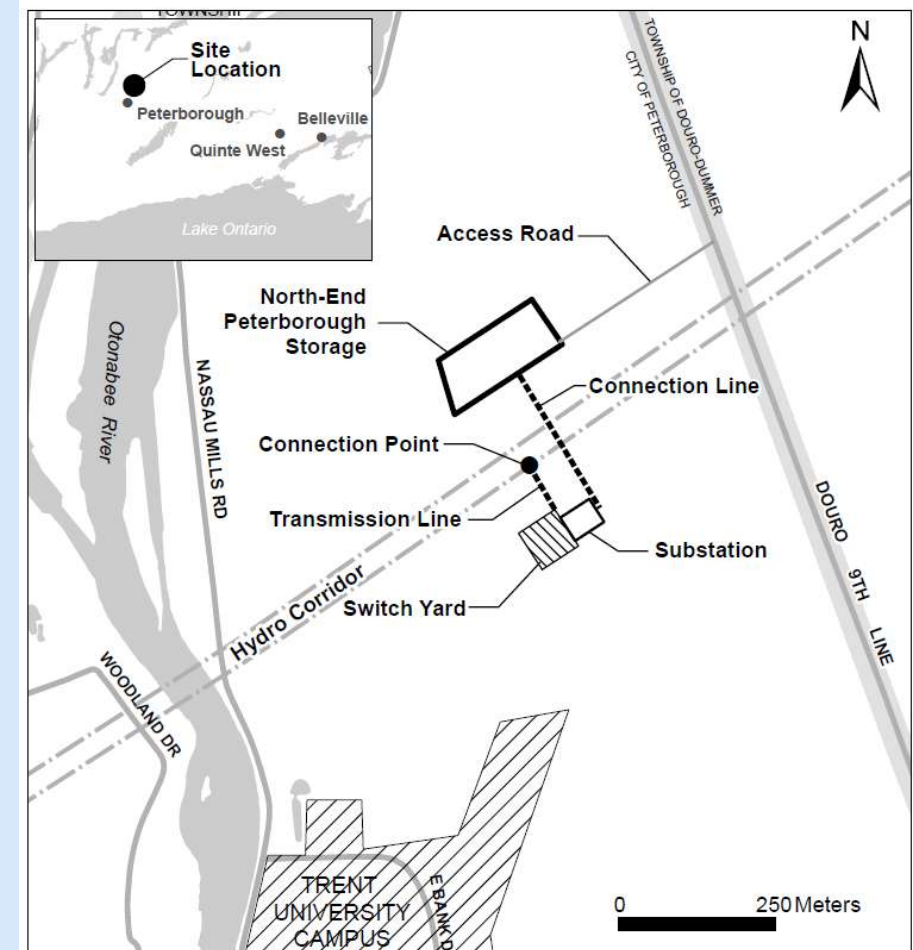 TOWNSHIP
Site
Location
Peterborough
Belleville
Quinte West
Lake Ontario
N
TOWNSHIP OF DOURO-DUMMER
CITY OF PETERBOROUGH
Access Road
North-End
Peterborough
Storage
Otonabee River
NASSAU MILLS RD
Connection Line
Connection Point
Transmission Line
Substation
Switch Yard
Hydro Corridor
DOURO 9TH LINE
WOODLAND DR
TRENT
UNIVERSITY
CAMPUS
E BANK D
0 250 Meters